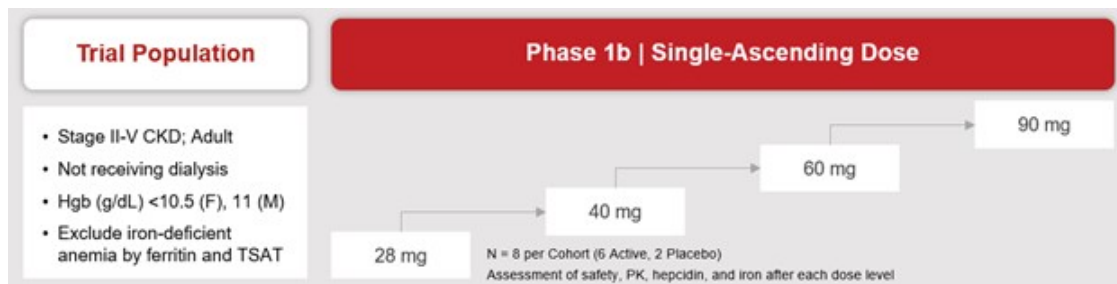 Trial Population
Phase 1b | Single-Ascending Dose
• Stage II-V CKD; Adult
• Not receiving dialysis
• Hgb (g/dL) <10.5 (F), 11 (M)
• Exclude iron-deficient
anemia by ferritin and TSAT
28 mg
40 mg
60 mg
90 mg
N = 8 per Cohort (6 Active, 2 Placebo)
Assessment of safety, PK, hepcidin, and iron after each dose level